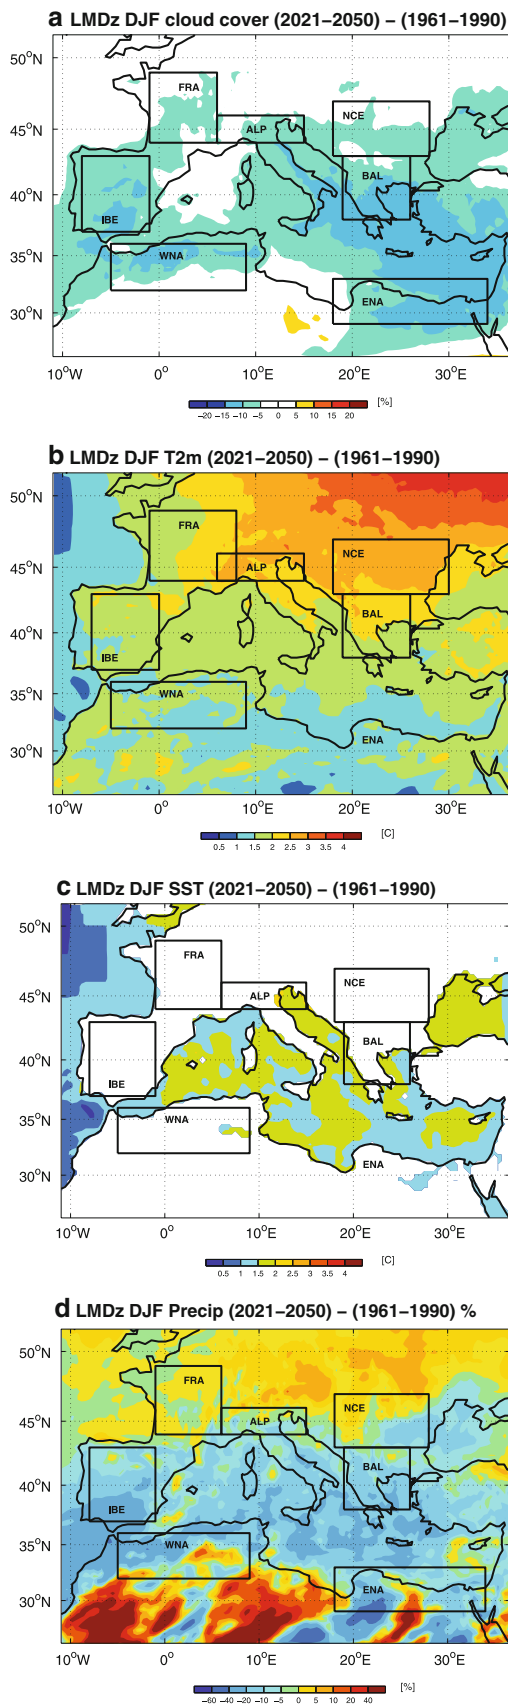 a LMDz DJF cloud cover (2021−2050) − (1961−1990)
50°N
45°N
40°N
35°N
30°N
FRA
ALP
NCE
BAL
IBE
WNA
ENA
10°W 0° 10°E 20°E 30°E
−20 −15 −10 −5 0 5 10 15 20 [%]
b LMDz DJF T2m (2021−2050) − (1961−1990)
50°N
45°N
40°N
35°N
30°N
FRA
ALP
NCE
BAL
IBE
WNA
ENA
10°W 0° 10°E 20°E 30°E
0.5 1 1.5 2 2.5 3 3.5 4 [C]
c LMDz DJF SST (2021−2050) − (1961−1990)
50°N
45°N
40°N
35°N
30°N
FRA
ALP
NCE
BAL
IBE
WNA
ENA
10°W 0° 10°E 20°E 30°E
0.5 1 1.5 2 2.5 3 3.5 4 [C]
d LMDz DJF Precip (2021−2050) − (1961−1990) %
50°N
45°N
40°N
35°N
30°N
FRA
ALP
NCE
BAL
IBE
WNA
ENA
10°W 0° 10°E 20°E 30°E
−60 −40 −20 −10 −5 0 5 10 20 40 [%]